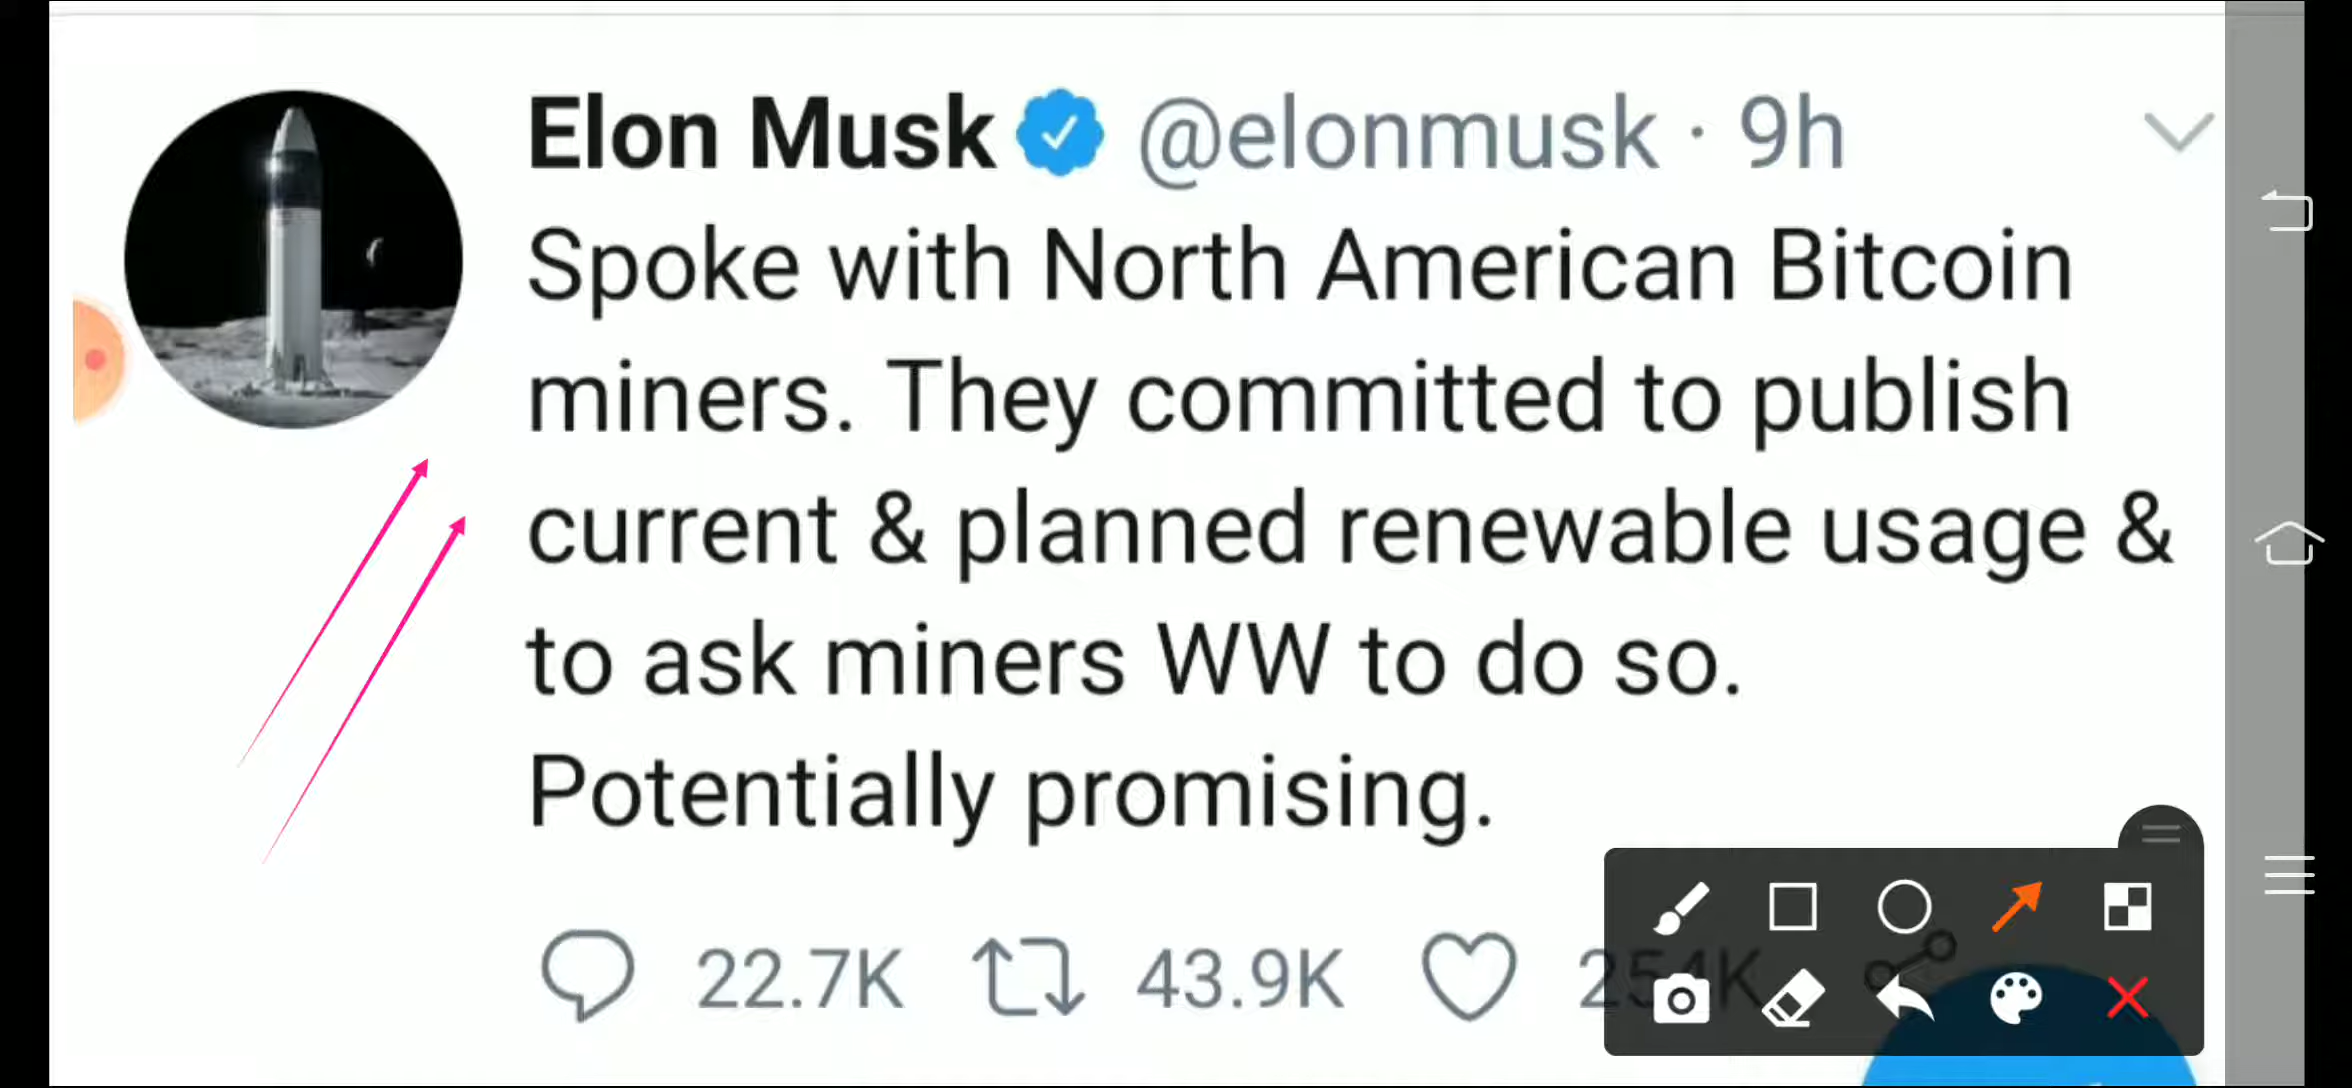 Elon Musk @elonmusk · 9h
Spoke with North American Bitcoin
miners. They committed to publish
current & planned renewable usage &
to ask miners WW to do so.
Potentially promising.
22.7K 43.9K 254K